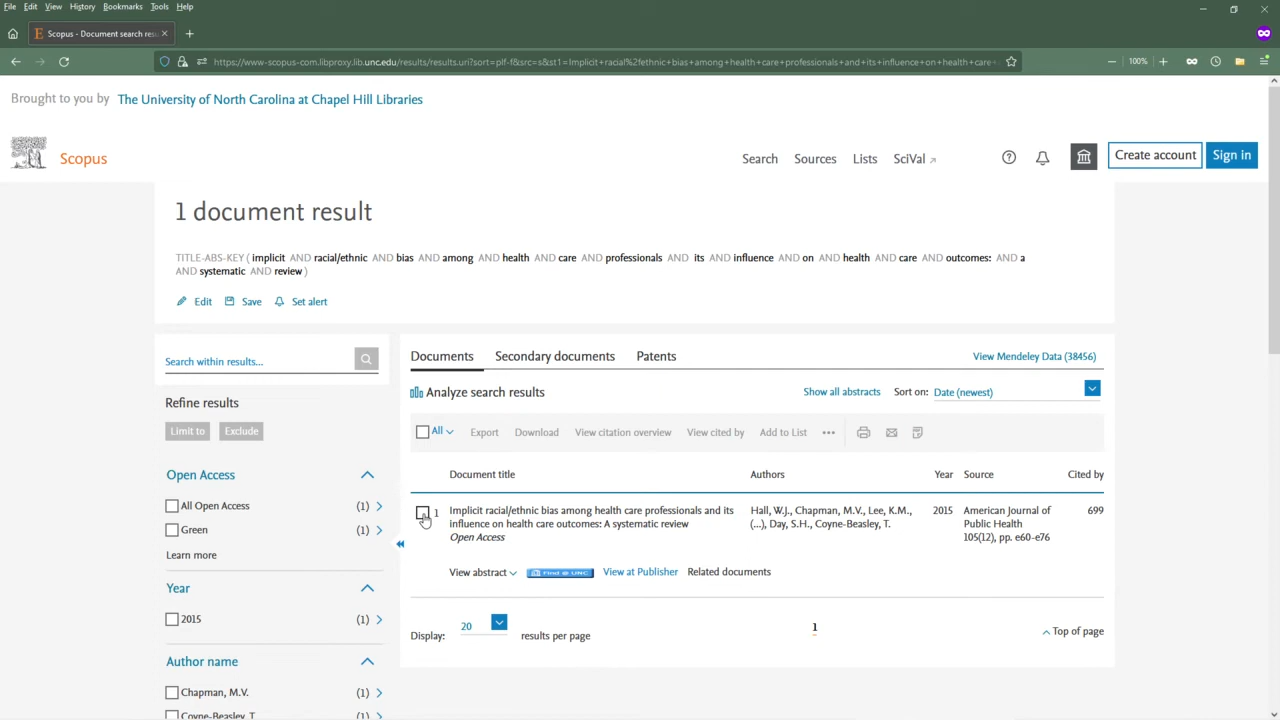 File Edit View History Bookmarks Tools Help
Scopus - Document search resu
https://www-scopus-com.libproxy.lib.unc.edu/results/results.uri?sort=plf-f&src=s&st1=Implicit+racial%2fethnic+bias+among+health+care+professionals+and+its+influence+on+health+care+
100%
Brought to you by The University of North Carolina at Chapel Hill Libraries
Scopus
Search Sources Lists SciVal Create account Sign in
1 document result
TITLE-ABS-KEY ( implicit AND racial/ethnic AND bias AND among AND health AND care AND professionals AND its AND influence AND on AND health AND care AND outcomes: AND a
AND systematic AND review )
Edit Save Set alert
Search within results...
Refine results
Limit to Exclude
Open Access
All Open Access (1)
Green (1)
Learn more
Year
2015 (1)
Author name
Chapman, M.V. (1)
Coyne-Beasley, T. (1)
Documents Secondary documents Patents View Mendeley Data (38456)
Analyze search results Show all abstracts Sort on: Date (newest)
All Export Download View citation overview View cited by Add to List
Document title Authors Year Source Cited by
1 Implicit racial/ethnic bias among health care professionals and its Hall, W.J., Chapman, M.V., Lee, K.M., 2015 American Journal of 699
influence on health care outcomes: A systematic review (...), Day, S.H., Coyne-Beasley, T. Public Health
Open Access 105(12), pp. e60-e76
View abstract Find @ UNC View at Publisher Related documents
Display: 20 results per page 1 Top of page